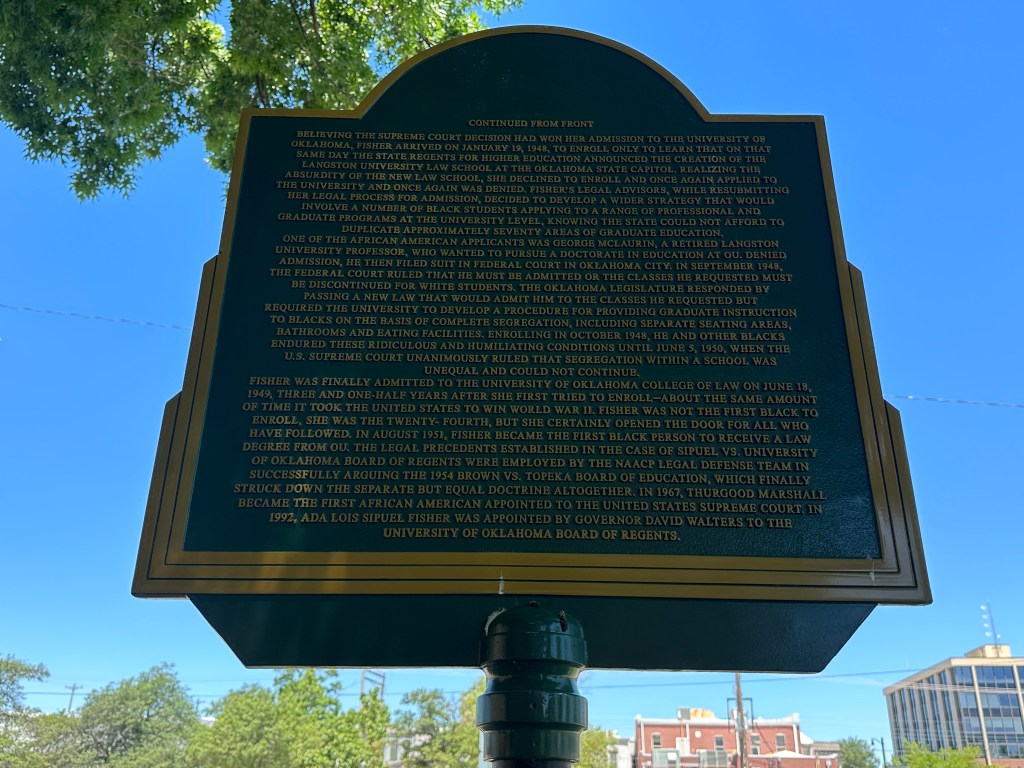 CONTINUED FROM FRONT
BELIEVING THE SUPREME COURT DECISION HAD WON HER ADMISSION TO THE UNIVERSITY OF
OKLAHOMA, FISHER ARRIVED ON JANUARY 19, 1948, TO ENROLL ONLY TO LEARN THAT ON THAT
SAME DAY THE STATE REGENTS FOR HIGHER EDUCATION ANNOUNCED THE CREATION OF THE
LANGSTON UNIVERSITY LAW SCHOOL AT THE OKLAHOMA STATE CAPITOL. REALIZING THE
ABSURDITY OF THE NEW LAW SCHOOL, SHE DECLINED TO ENROLL AND ONCE AGAIN APPLIED TO
THE UNIVERSITY AND ONCE AGAIN WAS DENIED. FISHER'S LEGAL ADVISORS, WHILE RESUBMITTING
HER LEGAL PROCESS FOR ADMISSION, DECIDED TO DEVELOP A WIDER STRATEGY THAT WOULD
INVOLVE A NUMBER OF BLACK STUDENTS APPLYING TO A RANGE OF PROFESSIONAL AND
GRADUATE PROGRAMS AT THE UNIVERSITY LEVEL, KNOWING THE STATE COULD NOT AFFORD TO
DUPLICATE APPROXIMATELY SEVENTY AREAS OF GRADUATE EDUCATION.
ONE OF THE AFRICAN AMERICAN APPLICANTS WAS GEORGE MCLAURIN, A RETIRED LANGSTON
UNIVERSITY PROFESSOR, WHO WANTED TO PURSUE A DOCTORATE IN EDUCATION AT OU. DENIED
ADMISSION, HE THEN FILED SUIT IN FEDERAL COURT IN OKLAHOMA CITY. IN SEPTEMBER 1948,
THE FEDERAL COURT RULED THAT HE MUST BE ADMITTED OR THE CLASSES HE REQUESTED MUST
BE DISCONTINUED FOR WHITE STUDENTS. THE OKLAHOMA LEGISLATURE RESPONDED BY
PASSING A NEW LAW THAT WOULD ADMIT HIM TO THE CLASSES HE REQUESTED BUT
REQUIRED THE UNIVERSITY TO DEVELOP A PROCEDURE FOR PROVIDING GRADUATE INSTRUCTION
TO BLACKS ON THE BASIS OF COMPLETE SEGREGATION, INCLUDING SEPARATE SEATING AREAS,
BATHROOMS AND EATING FACILITIES. ENROLLING IN OCTOBER 1948, HE AND OTHER BLACKS
ENDURED THESE RIDICULOUS AND HUMILIATING CONDITIONS UNTIL JUNE 5, 1950, WHEN THE
U.S. SUPREME COURT UNANIMOUSLY RULED THAT SEGREGATION WITHIN A SCHOOL WAS
UNEQUAL AND COULD NOT CONTINUE.
FISHER WAS FINALLY ADMITTED TO THE UNIVERSITY OF OKLAHOMA COLLEGE OF LAW ON JUNE 18,
1949, THREE AND ONE-HALF YEARS AFTER SHE FIRST TRIED TO ENROLL—ABOUT THE SAME AMOUNT
OF TIME IT TOOK THE UNITED STATES TO WIN WORLD WAR II. FISHER WAS NOT THE FIRST BLACK TO
ENROLL, SHE WAS THE TWENTY- FOURTH, BUT SHE CERTAINLY OPENED THE DOOR FOR ALL WHO
HAVE FOLLOWED. IN AUGUST 1951, FISHER BECAME THE FIRST BLACK PERSON TO RECEIVE A LAW
DEGREE FROM OU. THE LEGAL PRECEDENTS ESTABLISHED IN THE CASE OF SIPUEL VS. UNIVERSITY
OF OKLAHOMA BOARD OF REGENTS WERE EMPLOYED BY THE NAACP LEGAL DEFENSE TEAM IN
SUCCESSFULLY ARGUING THE 1954 BROWN VS. TOPEKA BOARD OF EDUCATION, WHICH FINALLY
STRUCK DOWN THE SEPARATE BUT EQUAL DOCTRINE ALTOGETHER. IN 1967, THURGOOD MARSHALL
BECAME THE FIRST AFRICAN AMERICAN APPOINTED TO THE UNITED STATES SUPREME COURT. IN
1992, ADA LOIS SIPUEL FISHER WAS APPOINTED BY GOVERNOR DAVID WALTERS TO THE
UNIVERSITY OF OKLAHOMA BOARD OF REGENTS.